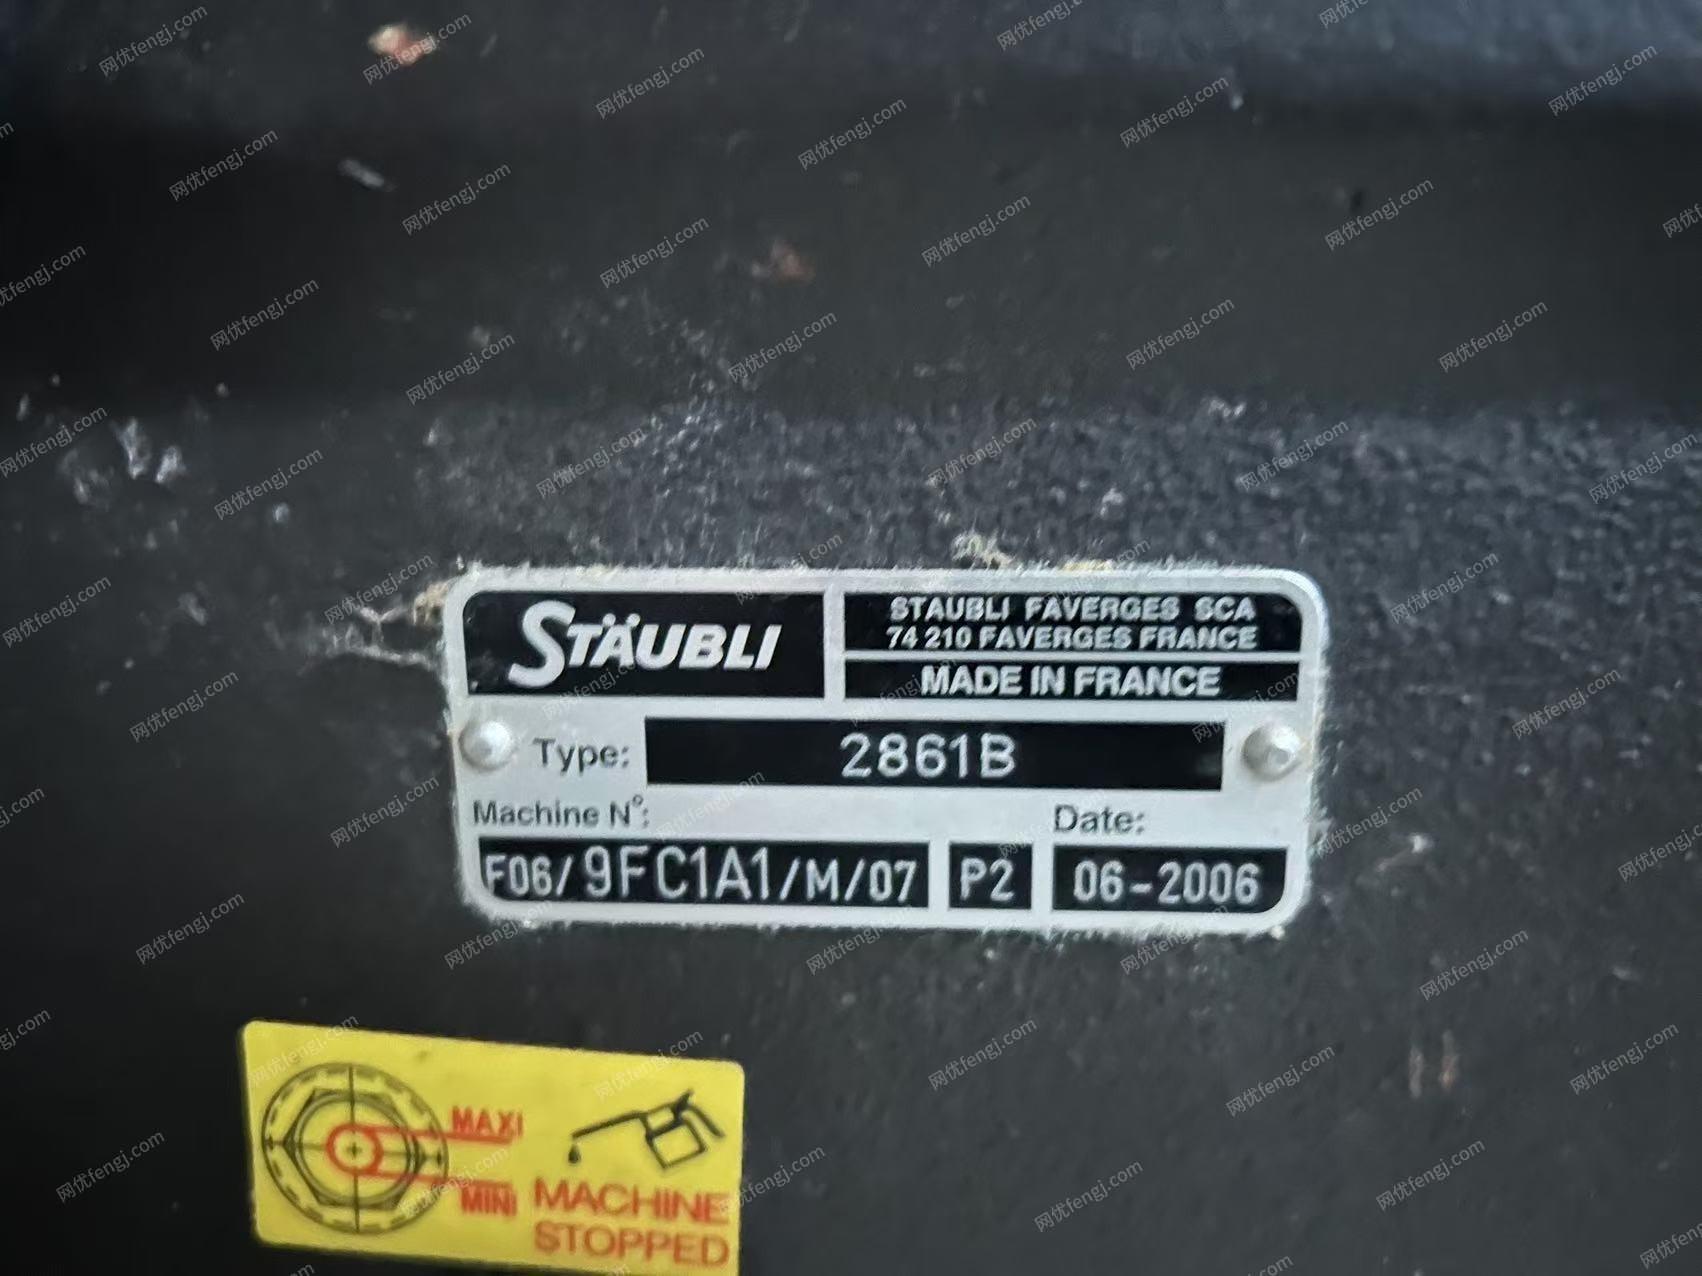 STÄUBLI
STAUBLI FAVERGES SCA
74 210 FAVERGES FRANCE
MADE IN FRANCE
Type: 2861B
Machine N°:
Date:
F06/9FC1A1/M/07 P2 06-2006
MAXI
MINI
MACHINE
STOPPED
网优fengj.com